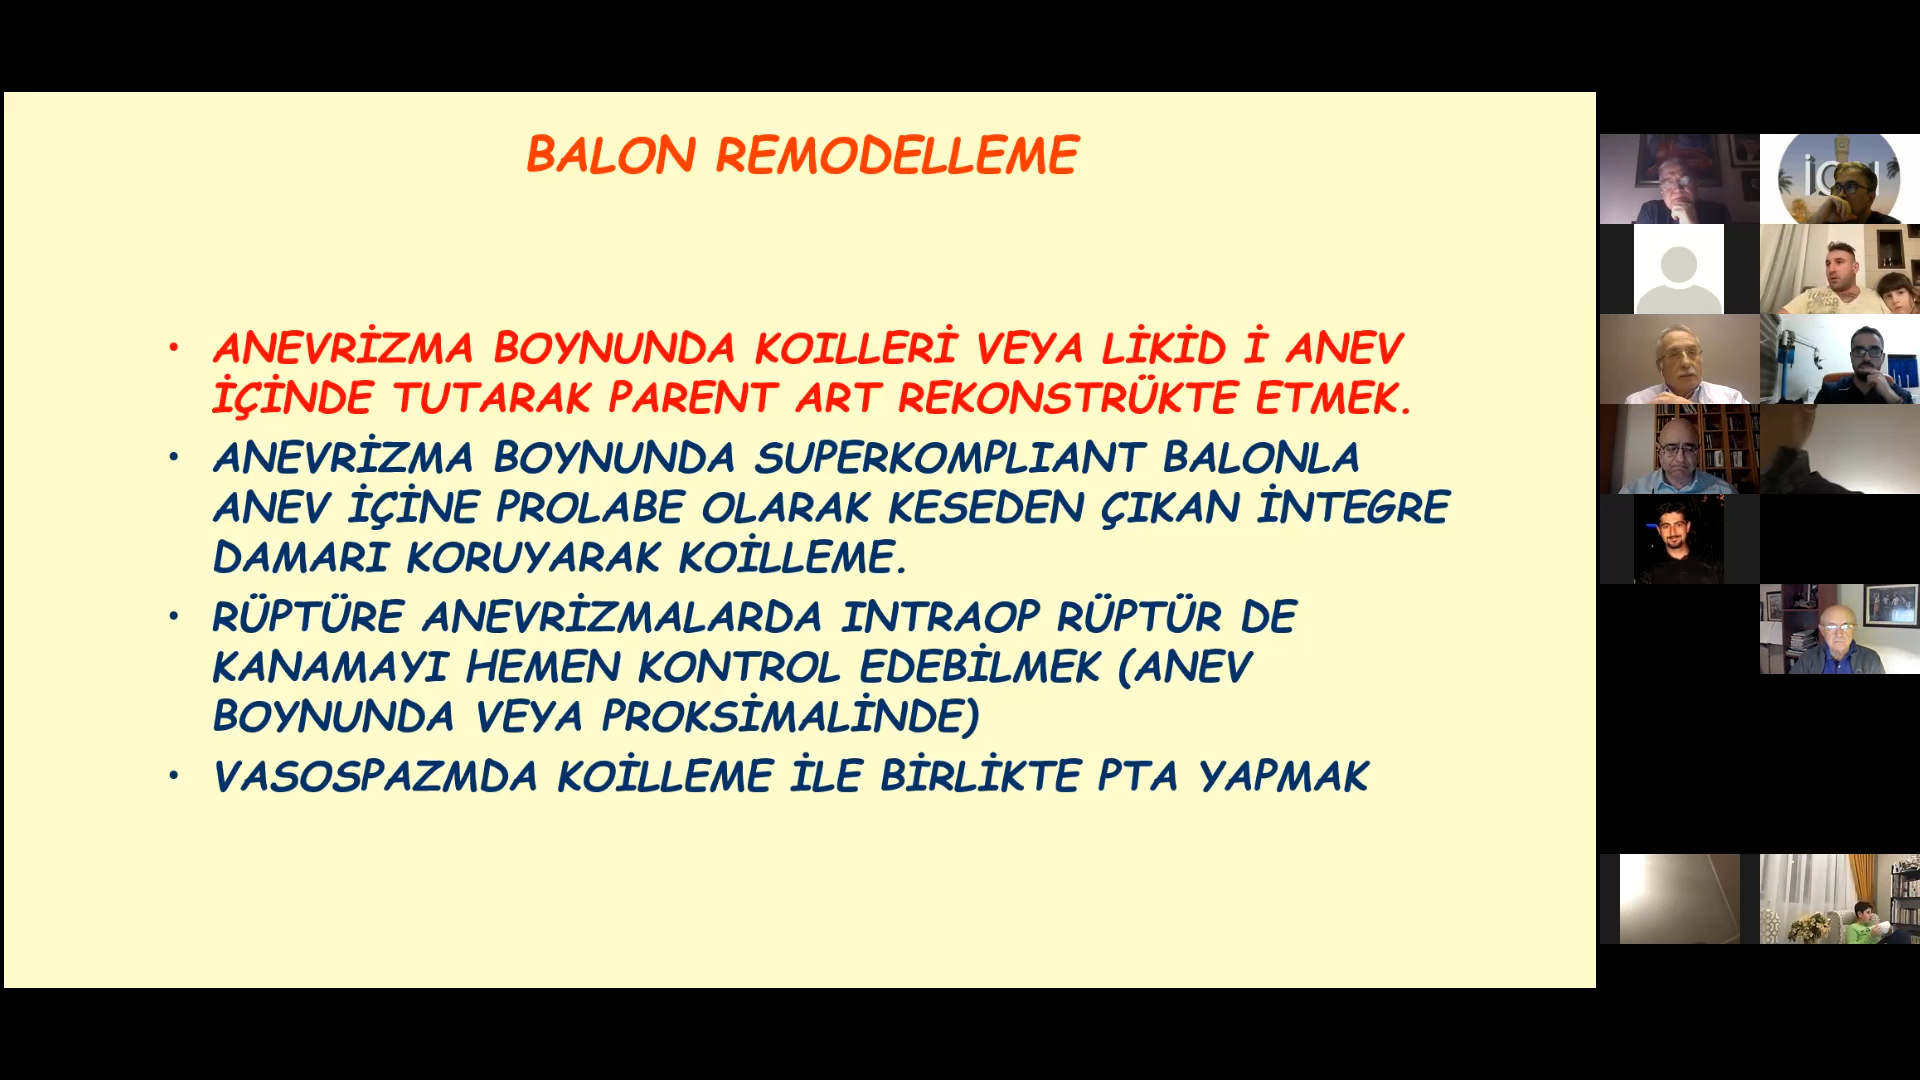 BALON REMODELLEME
• ANEVRİZMA BOYNUNDA KOILLERİ VEYA LİKİD İ ANEV
İÇİNDE TUTARAK PARENT ART REKONSTRÜKTE ETMEK.
• ANEVRİZMA BOYNUNDA SUPERKOMPLIANT BALONLA
ANEV İÇİNE PROLABE OLARAK KESEDEN ÇIKAN İNTEGRE
DAMARI KORUYARAK KOİLLEME.
• RÜPTÜRE ANEVRİZMALARDA INTRAOP RÜPTÜR DE
KANAMAYI HEMEN KONTROL EDEBİLMEK (ANEV
BOYNUNDA VEYA PROKSİMALİNDE)
• VASOSPAZMDA KOİLLEME İLE BİRLİKTE PTA YAPMAK